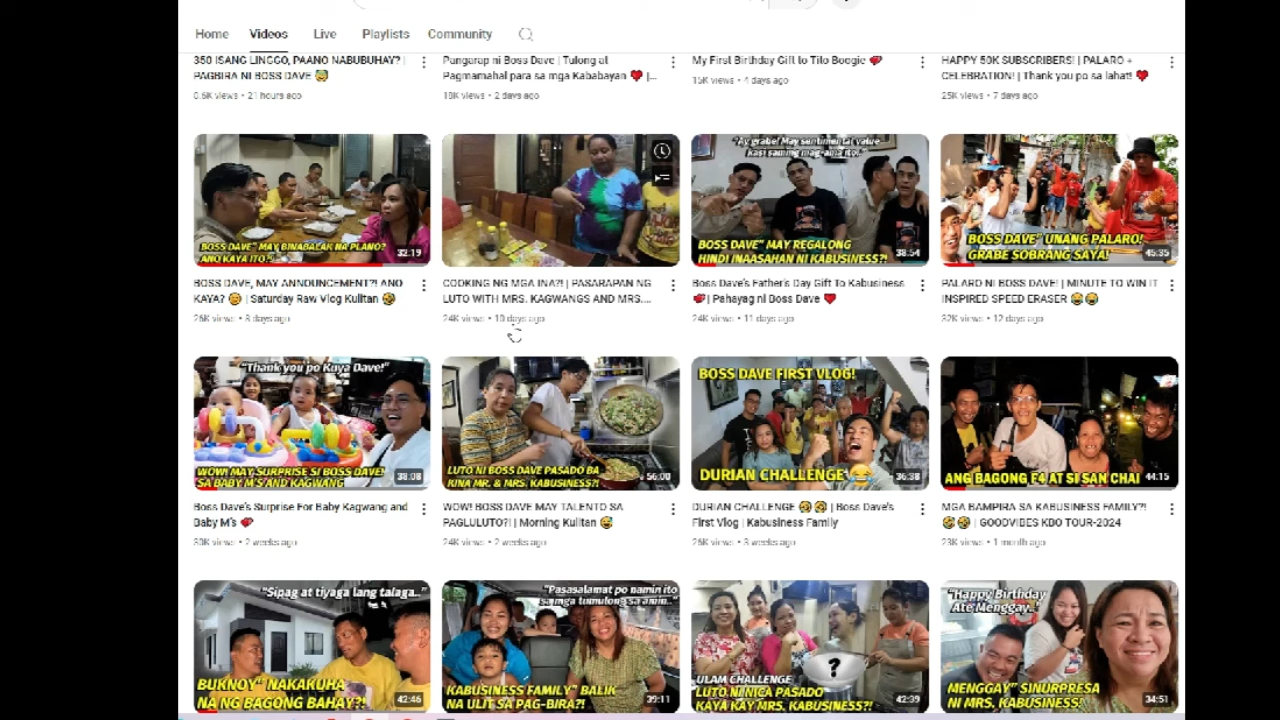 Home Videos Live Playlists Community
350 ISANG LINGGO, PAANO NABUBUHAY? |
PAGBIRA NI BOSS DAVE 😇
8.6K views • 21 hours ago
Pangarap ni Boss Dave | Tulong at
Pagmamahal para sa mga Kababayan ❤️ |...
18K views • 2 days ago
My First Birthday Gift to Tito Boogie 💕
15K views • 4 days ago
HAPPY 50K SUBSCRIBERS! | PALARO +
CELEBRATION! | Thank you po sa lahat! ❤️
25K views • 7 days ago
BOSS DAVE" MAY BINABALAK NA PLANO?
ANO KAYA ITO?!
32:19
"Ay grabe! May sentimental value
kasi saming mag-ama ito!"
BOSS DAVE" MAY REGALONG
HINDI INAASAHAN NI KABUSINESS?!
38:54
BOSS DAVE" UNANG PALARO!
GRABE SOBRANG SAYA!
45:35
BOSS DAVE, MAY ANNOUNCEMENT?! ANO
KAYA? 🤔 | Saturday Raw Vlog Kulitan 🤣
26K views • 8 days ago
COOKING NG MGA INA?! | PASARAPAN NG
LUTO WITH MRS. KAGWANGS AND MRS....
24K views • 10 days ago
Boss Dave's Father's Day Gift To Kabusiness
💕| Pahayag ni Boss Dave ❤️
24K views • 11 days ago
PALARO NI BOSS DAVE! | MINUTE TO WIN IT
INSPIRED SPEED ERASER 😂😂
32K views • 12 days ago
"Thank you po Kuya Dave!"
WOW! MAY SURPRISE SI BOSS DAVE!
SA BABY M'S AND KAGWANG
38:08
LUTO NI BOSS DAVE PASADO BA
KINA MR. & MRS. KABUSINESS?!
56:00
BOSS DAVE FIRST VLOG!
DURIAN CHALLENGE 😂
36:38
ANG BAGONG F4 AT SI SAN CHAI
44:15
Boss Dave's Surprise For Baby Kagwang and
Baby M's 💕
30K views • 2 weeks ago
WOW! BOSS DAVE MAY TALENTO SA
PAGLULUTO?! | Morning Kulitan 😅
24K views • 2 weeks ago
DURIAN CHALLENGE 🤣🤣 | Boss Dave's
First Vlog | Kabusiness Family
26K views • 3 weeks ago
MGA BAMPIRA SA KABUSINESS FAMILY?!
🤣🤣 | GOODVIBES KBO TOUR-2024
23K views • 1 month ago
"Sipag at tiyaga lang talaga.."
BUKNOY" NAKAKUHA
NA NG BAGONG BAHAY?!
42:46
"Pasasalamat po namin ito
sa mga tumulong sa amin.."
KABUSINESS FAMILY" BALIK
NA ULIT SA PAG-BIRA?!
39:11
?
ULAM CHALLENGE
LUTO NI NICA PASADO
KAYA KAY MRS. KABUSINESS?!
42:39
"Happy Birthday
Ate Menggay.."
MENGGAY" SINURPRESA
NI MRS. KABUSINESS!
34:51